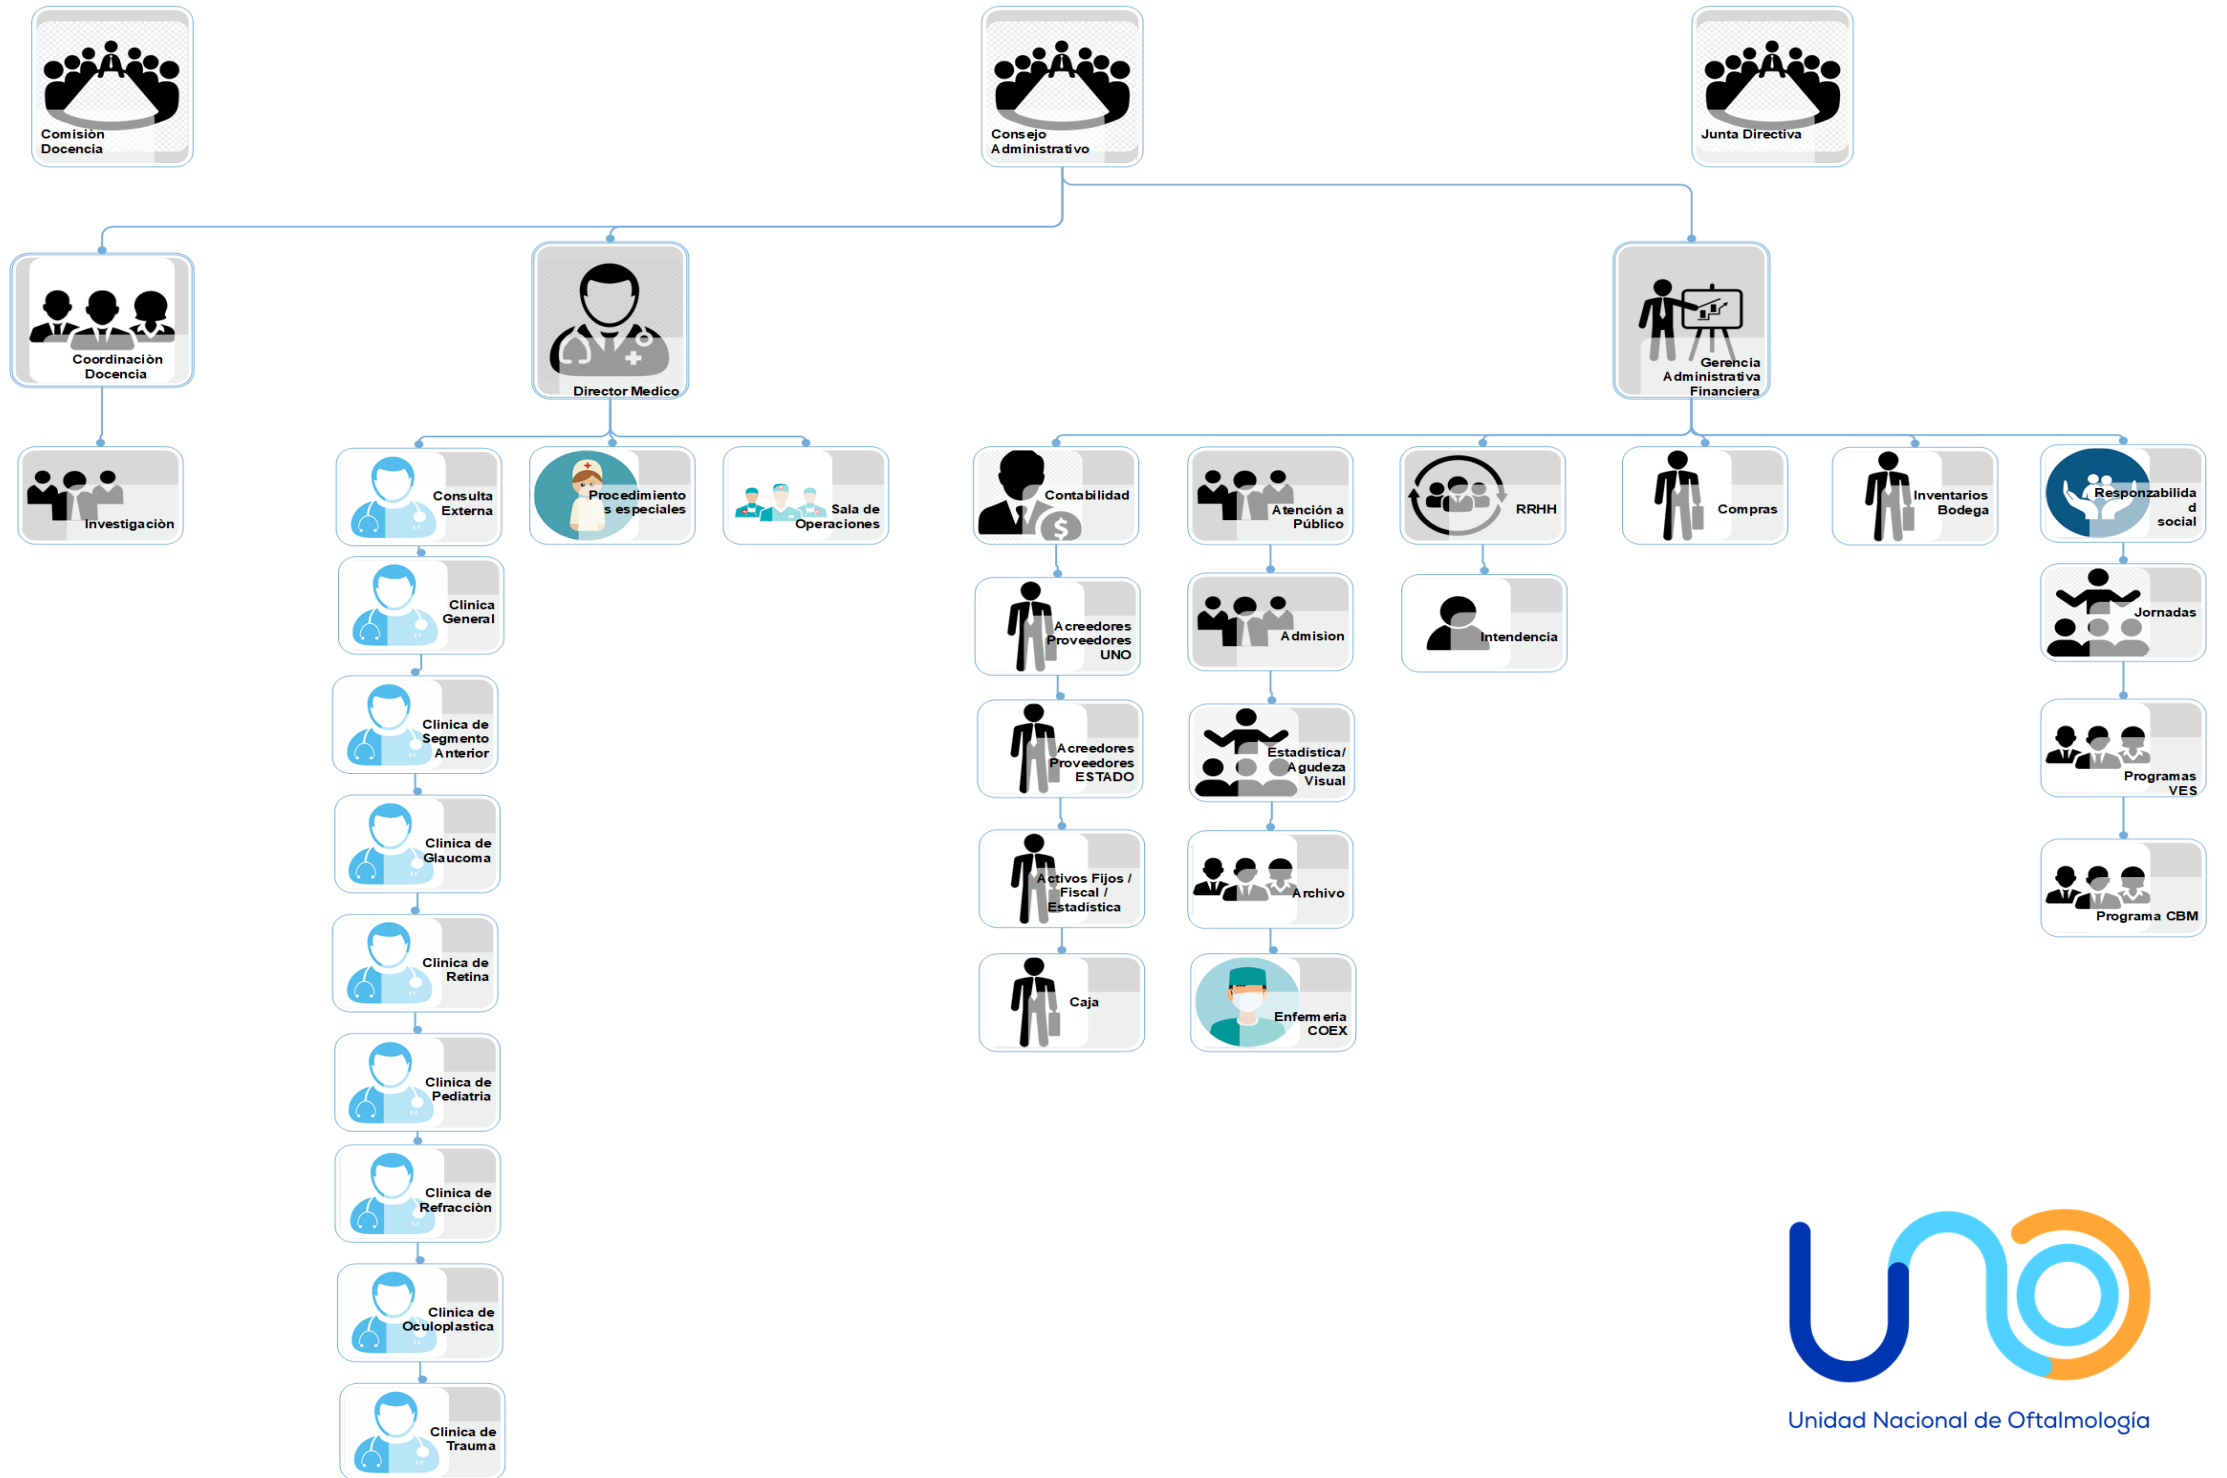 Comisiòn
Docencia
Consejo
Administrativo
Junta Directiva
Coordinaciòn
Docencia
Director Medico
Gerencia
Administrativa
Financiera
Investigaciòn
Consulta
Externa
Procedimiento
s especiales
Sala de
Operaciones
Contabilidad
Atención a
Público
RRHH
Compras
Inventarios
Bodega
Responzabilida
d
social
Clinica
General
Clinica de
Segmento
Anterior
Clinica de
Glaucoma
Clinica de
Retina
Clinica de
Pediatria
Clinica de
Refracciòn
Clinica de
Oculoplastica
Clinica de
Trauma
Acreedores
Proveedores
UNO
Acreedores
Proveedores
ESTADO
Activos Fijos /
Fiscal /
Estadística
Caja
Admision
Estadística/
Agudeza
Visual
Archivo
Enfermeria
COEX
Intendencia
Jornadas
Programas
VES
Programa CBM
uno
Unidad Nacional de Oftalmología